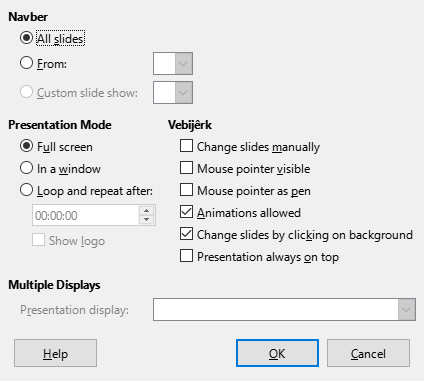 Navber
All slides
From:
Custom slide show:
Presentation Mode
Full screen
In a window
Loop and repeat after:
00:00:00
Show logo
Vebijêrk
Change slides manually
Mouse pointer visible
Mouse pointer as pen
Animations allowed
Change slides by clicking on background
Presentation always on top
Multiple Displays
Presentation display:
Help
OK
Cancel